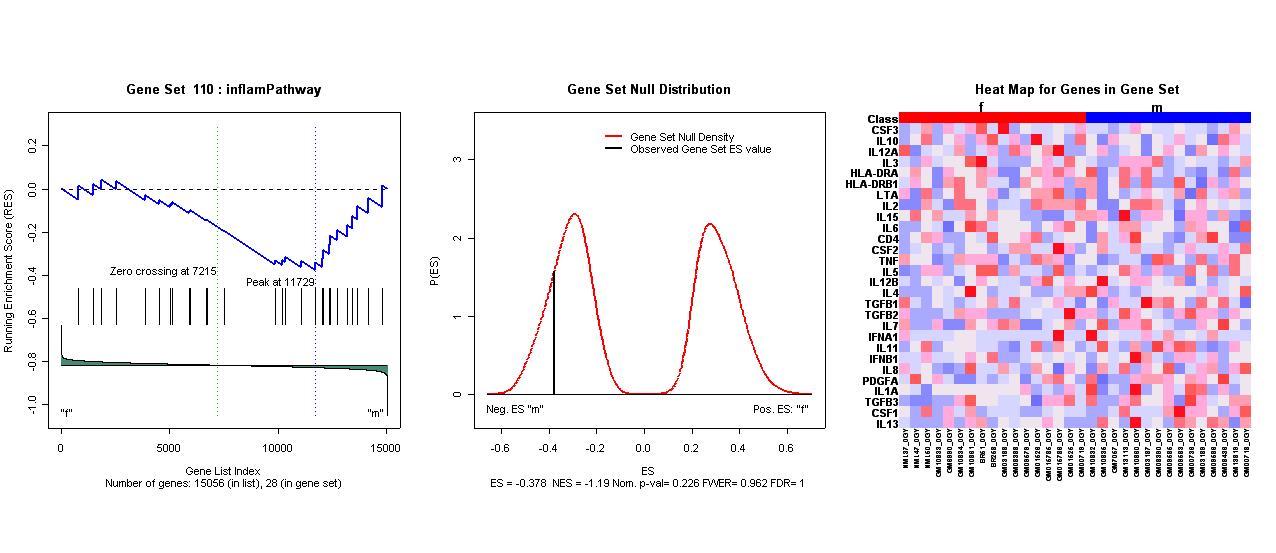 Gene Set 110 : inflamPathway
Running Enrichment Score (RES)
0.2
0.0
-0.2
-0.4
-0.6
-0.8
-1.0
Zero crossing at 7215
Peak at 11729
"f"
"m"
0
5000
10000
15000
Gene List Index
Number of genes: 15056 (in list), 28 (in gene set)
Gene Set Null Distribution
Gene Set Null Density
Observed Gene Set ES value
P(ES)
3
2
1
0
Neg. ES "m"
Pos. ES: "f"
-0.6
-0.4
-0.2
0.0
0.2
0.4
0.6
ES
ES = -0.378 NES = -1.19 Nom. p-val= 0.226 FWER= 0.962 FDR= 1
Heat Map for Genes in Gene Set
f
m
Class
CSF3
IL10
IL12A
IL3
HLA-DRA
HLA-DRB1
LTA
IL2
IL15
IL6
CD4
CSF2
TNF
IL5
IL12B
IL4
TGFB1
TGFB2
IL7
IFNA1
IL11
IFNB1
IL8
PDGFA
IL1A
TGFB3
CSF1
IL13